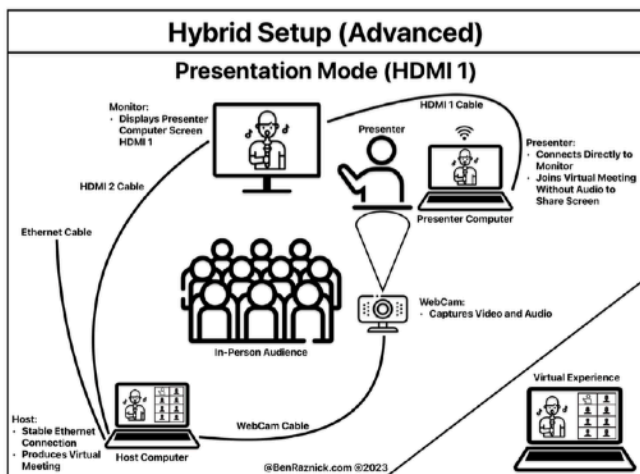 Hybrid Setup (Advanced)
Presentation Mode (HDMI 1)
Monitor:
· Displays Presenter
Computer Screen
HDMI 1
HDMI 1 Cable
Presenter
Presenter:
· Connects Directly to
Monitor
· Joins Virtual Meeting
Without Audio to
Share Screen
Presenter Computer
HDMI 2 Cable
Ethernet Cable
WebCam:
· Captures Video and Audio
In-Person Audience
Virtual Experience
Host:
· Stable Ethernet
Connection
· Produces Virtual
Meeting
Host Computer
WebCam Cable
@BenRaznick.com ©2023